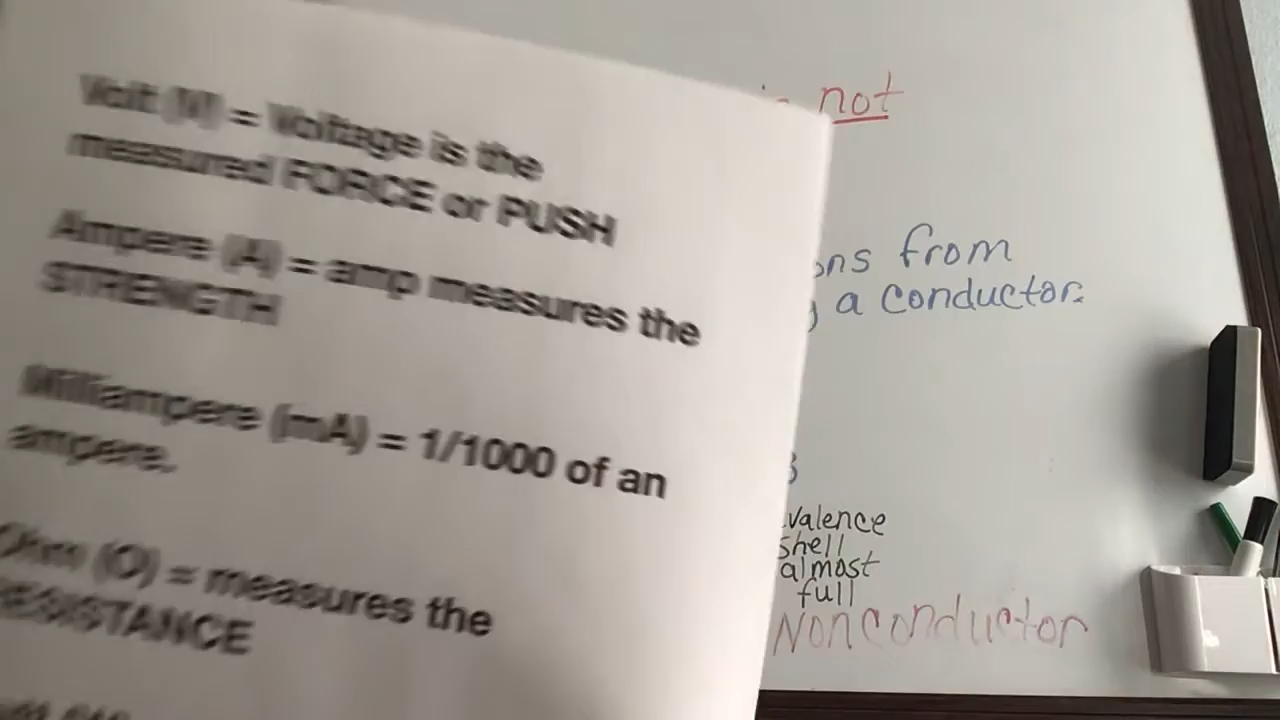 Volt (V) = Voltage is the
measured FORCE or PUSH
Ampere (A) = amp measures the
STRENGTH
Milliampere (mA) = 1/1000 of an
ampere.
Ohm (O) = measures the
RESISTANCE
not
ons from
a conductor.
valence
shell
almost
full
Nonconductor